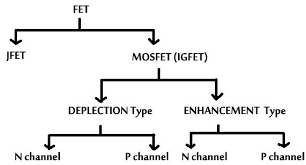 FET
JFET
MOSFET (IGFET)
DEPLECTION Type
ENHANCEMENT Type
N channel
P channel
N channel
P channel